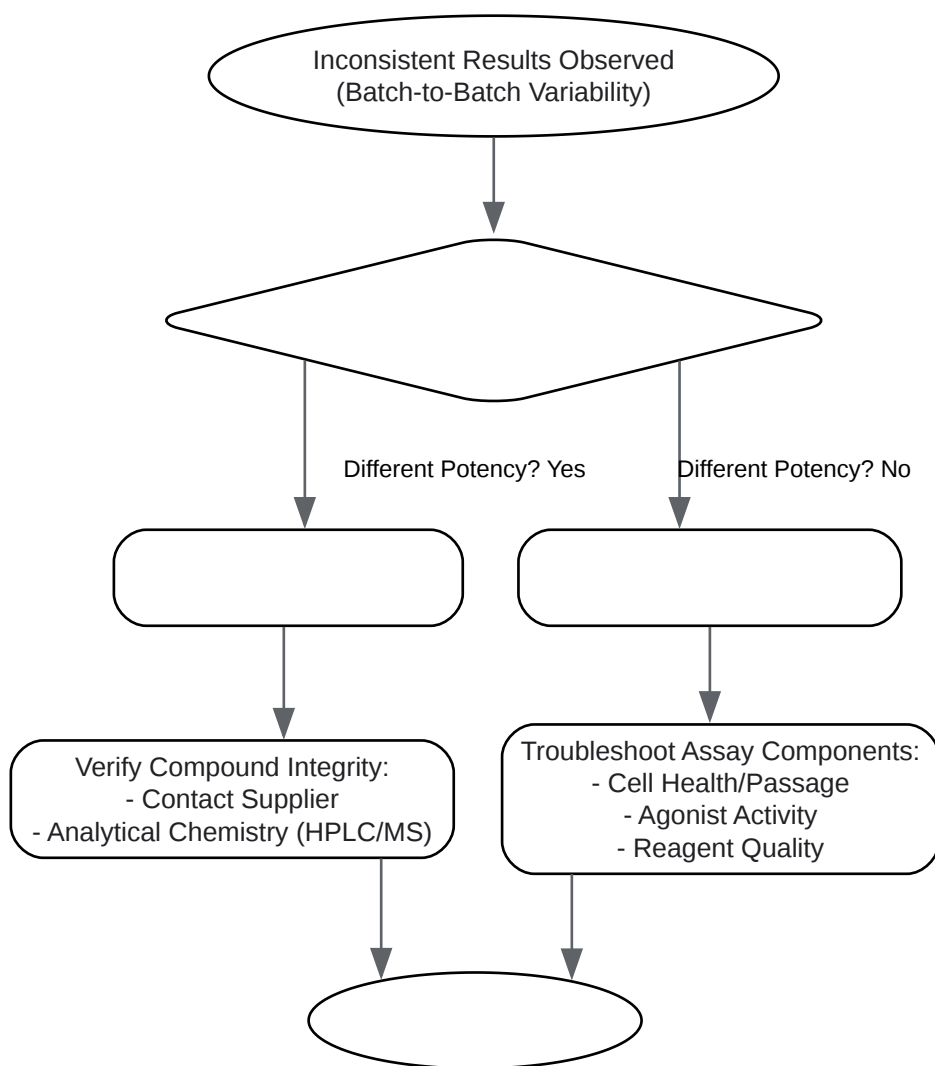 Inconsistent Results Observed
(Batch-to-Batch Variability)
Different Potency? Yes
Different Potency? No
Verify Compound Integrity:
- Contact Supplier
- Analytical Chemistry (HPLC/MS)
Troubleshoot Assay Components:
- Cell Health/Passage
- Agonist Activity
- Reagent Quality